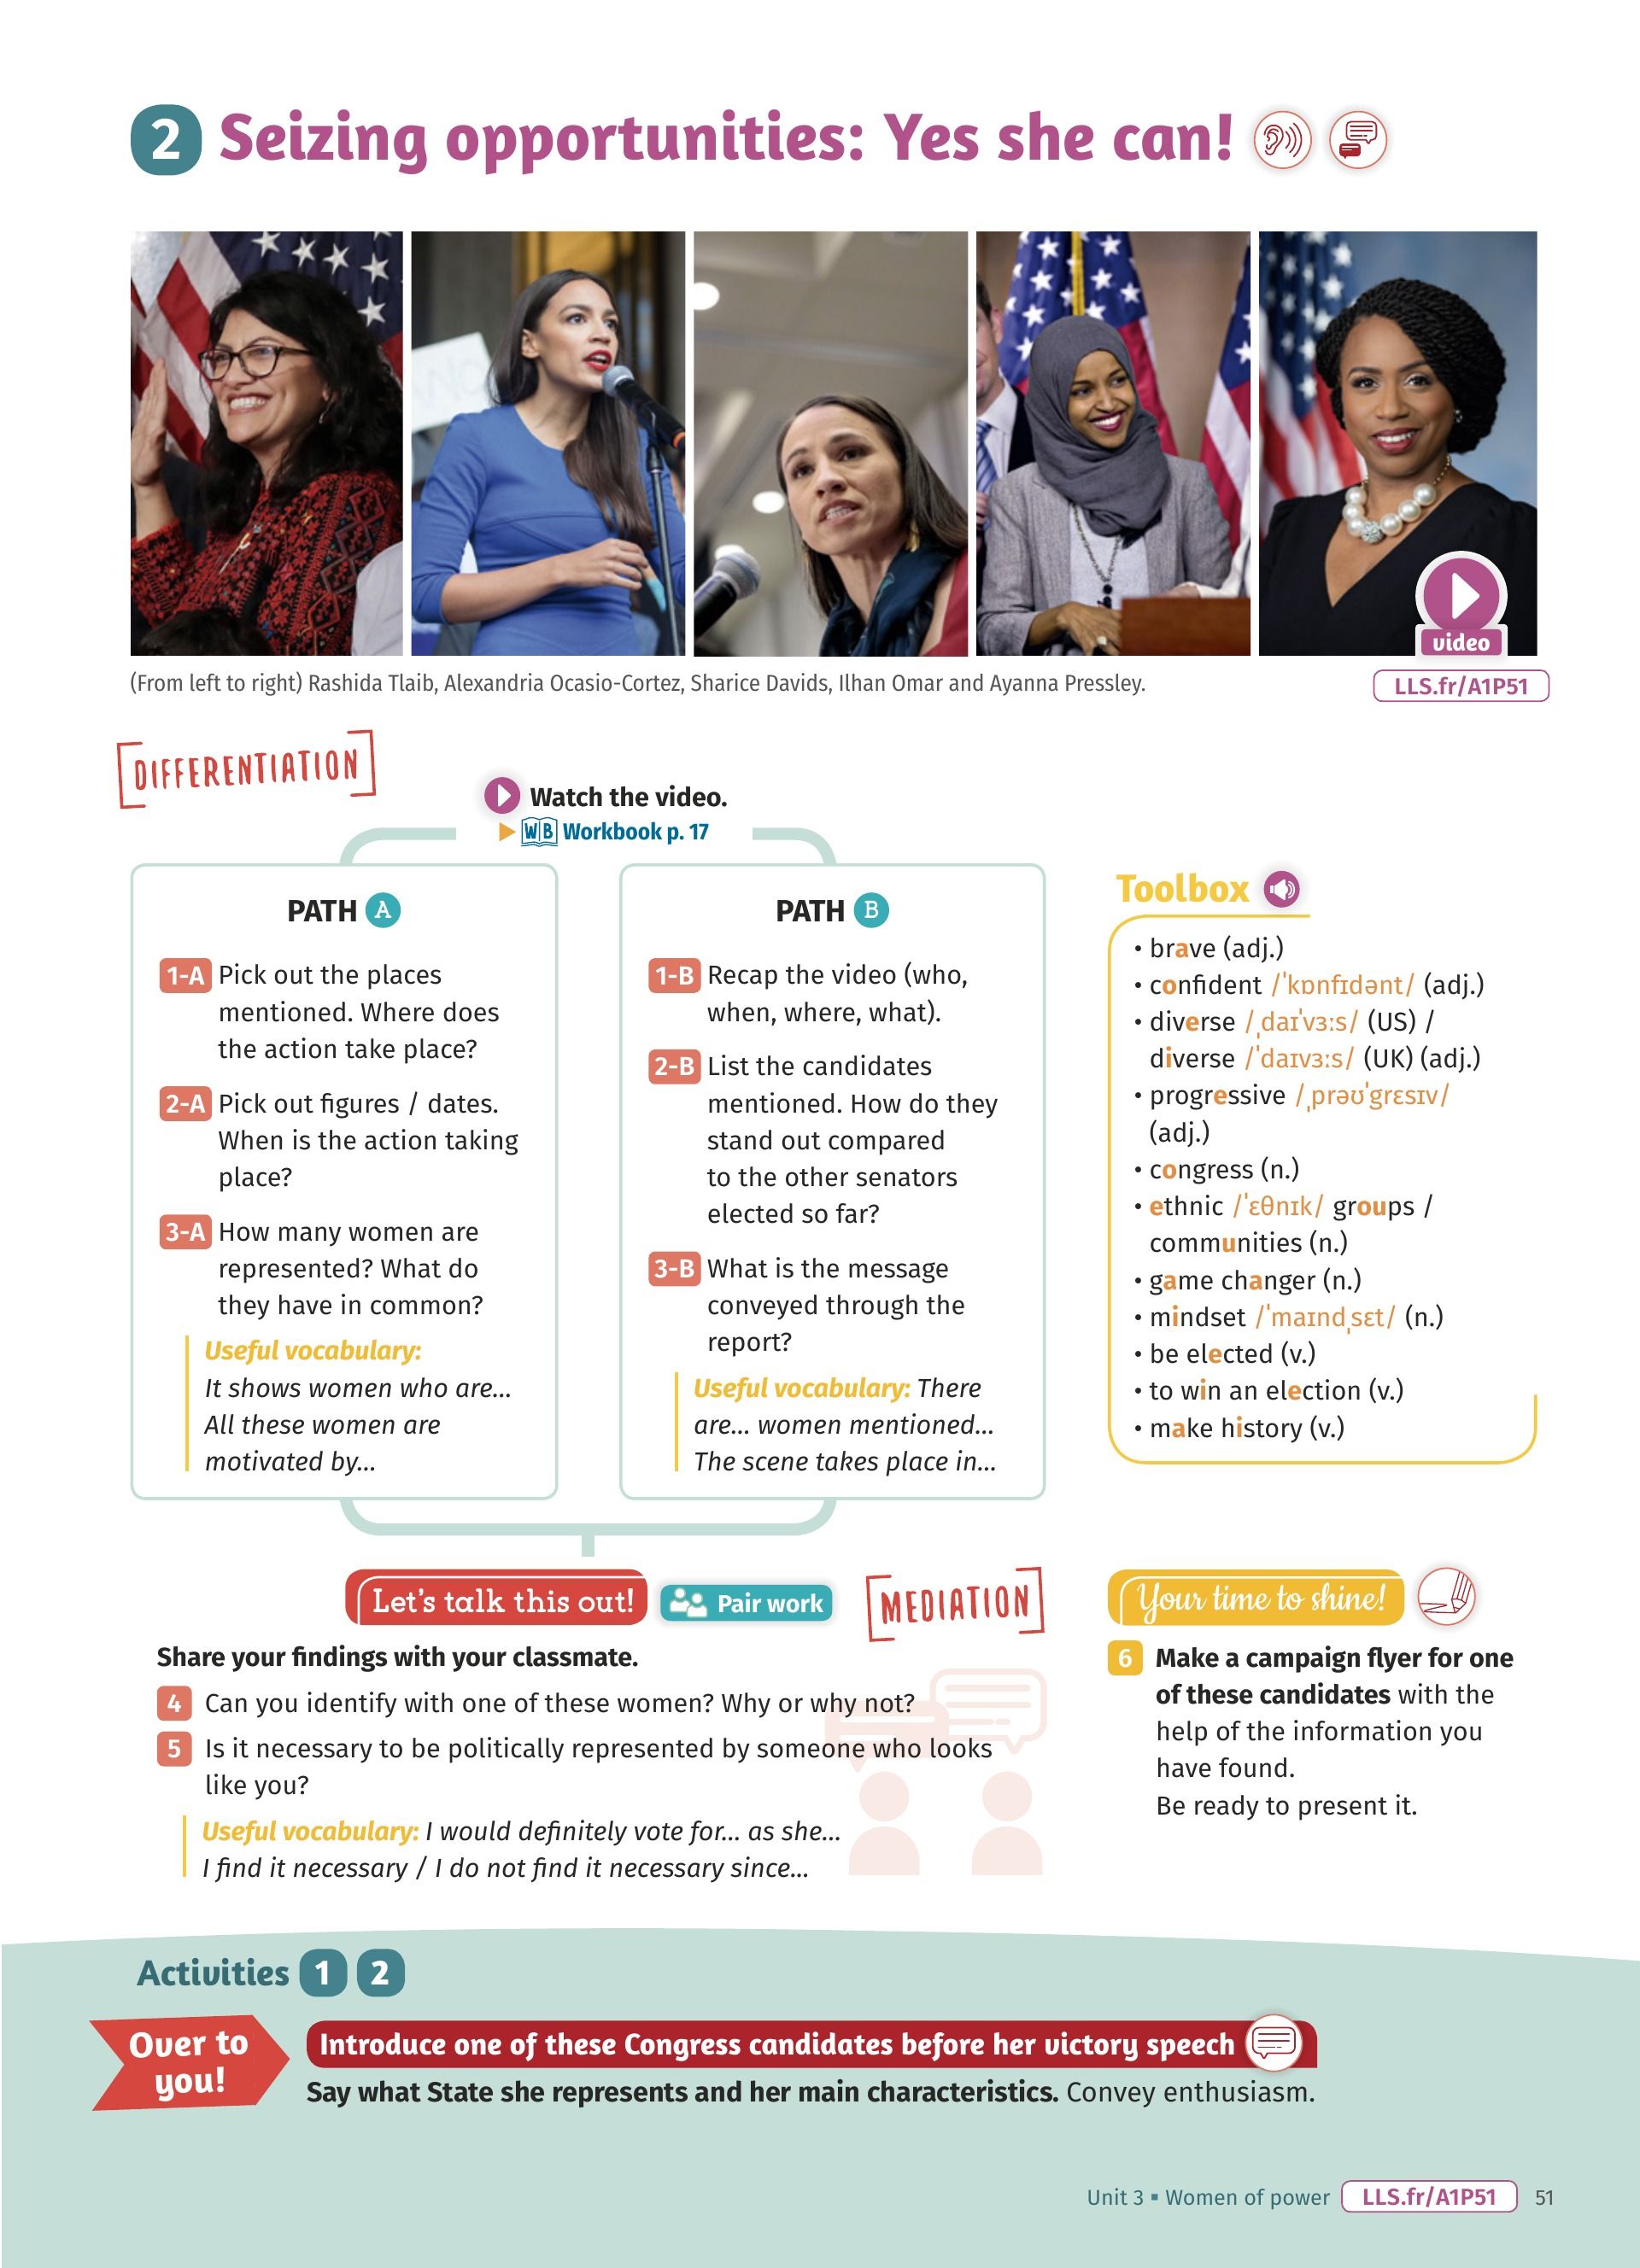 2 Seizing opportunities: Yes she can!
video
(From left to right) Rashida Tlaib, Alexandria Ocasio-Cortez, Sharice Davids, Ilhan Omar and Ayanna Pressley.
LLS.fr/A1P51
DIFFERENTIATION
Watch the video.
WB Workbook p. 17
PATH A
1-A Pick out the places
mentioned. Where does
the action take place?
2-A Pick out figures / dates.
When is the action taking
place?
3-A How many women are
represented? What do
they have in common?
Useful vocabulary:
It shows women who are...
All these women are
motivated by...
PATH B
1-B Recap the video (who,
when, where, what).
2-B List the candidates
mentioned. How do they
stand out compared
to the other senators
elected so far?
3-B What is the message
conveyed through the
report?
Useful vocabulary: There
are... women mentioned...
The scene takes place in...
Toolbox
• brave (adj.)
• confident /ˈkɒnfɪdənt/ (adj.)
• diverse /ˌdaɪˈvɜːs/ (US) /
diverse /ˈdaɪvɜːs/ (UK) (adj.)
• progressive /ˌprəʊˈgrɛsɪv/
(adj.)
• congress (n.)
• ethnic /ˈɛθnɪk/ groups /
communities (n.)
• game changer (n.)
• mindset /ˈmaɪndˌsɛt/ (n.)
• be elected (v.)
• to win an election (v.)
• make history (v.)
Let's talk this out! Pair work MEDIATION
Share your findings with your classmate.
4 Can you identify with one of these women? Why or why not?
5 Is it necessary to be politically represented by someone who looks
like you?
Useful vocabulary: I would definitely vote for... as she...
I find it necessary / I do not find it necessary since...
Your time to shine!
6 Make a campaign flyer for one
of these candidates with the
help of the information you
have found.
Be ready to present it.
Activities 1 2
Over to
you!
Introduce one of these Congress candidates before her victory speech
Say what State she represents and her main characteristics. Convey enthusiasm.
Unit 3 ▪ Women of power LLS.fr/A1P51 51